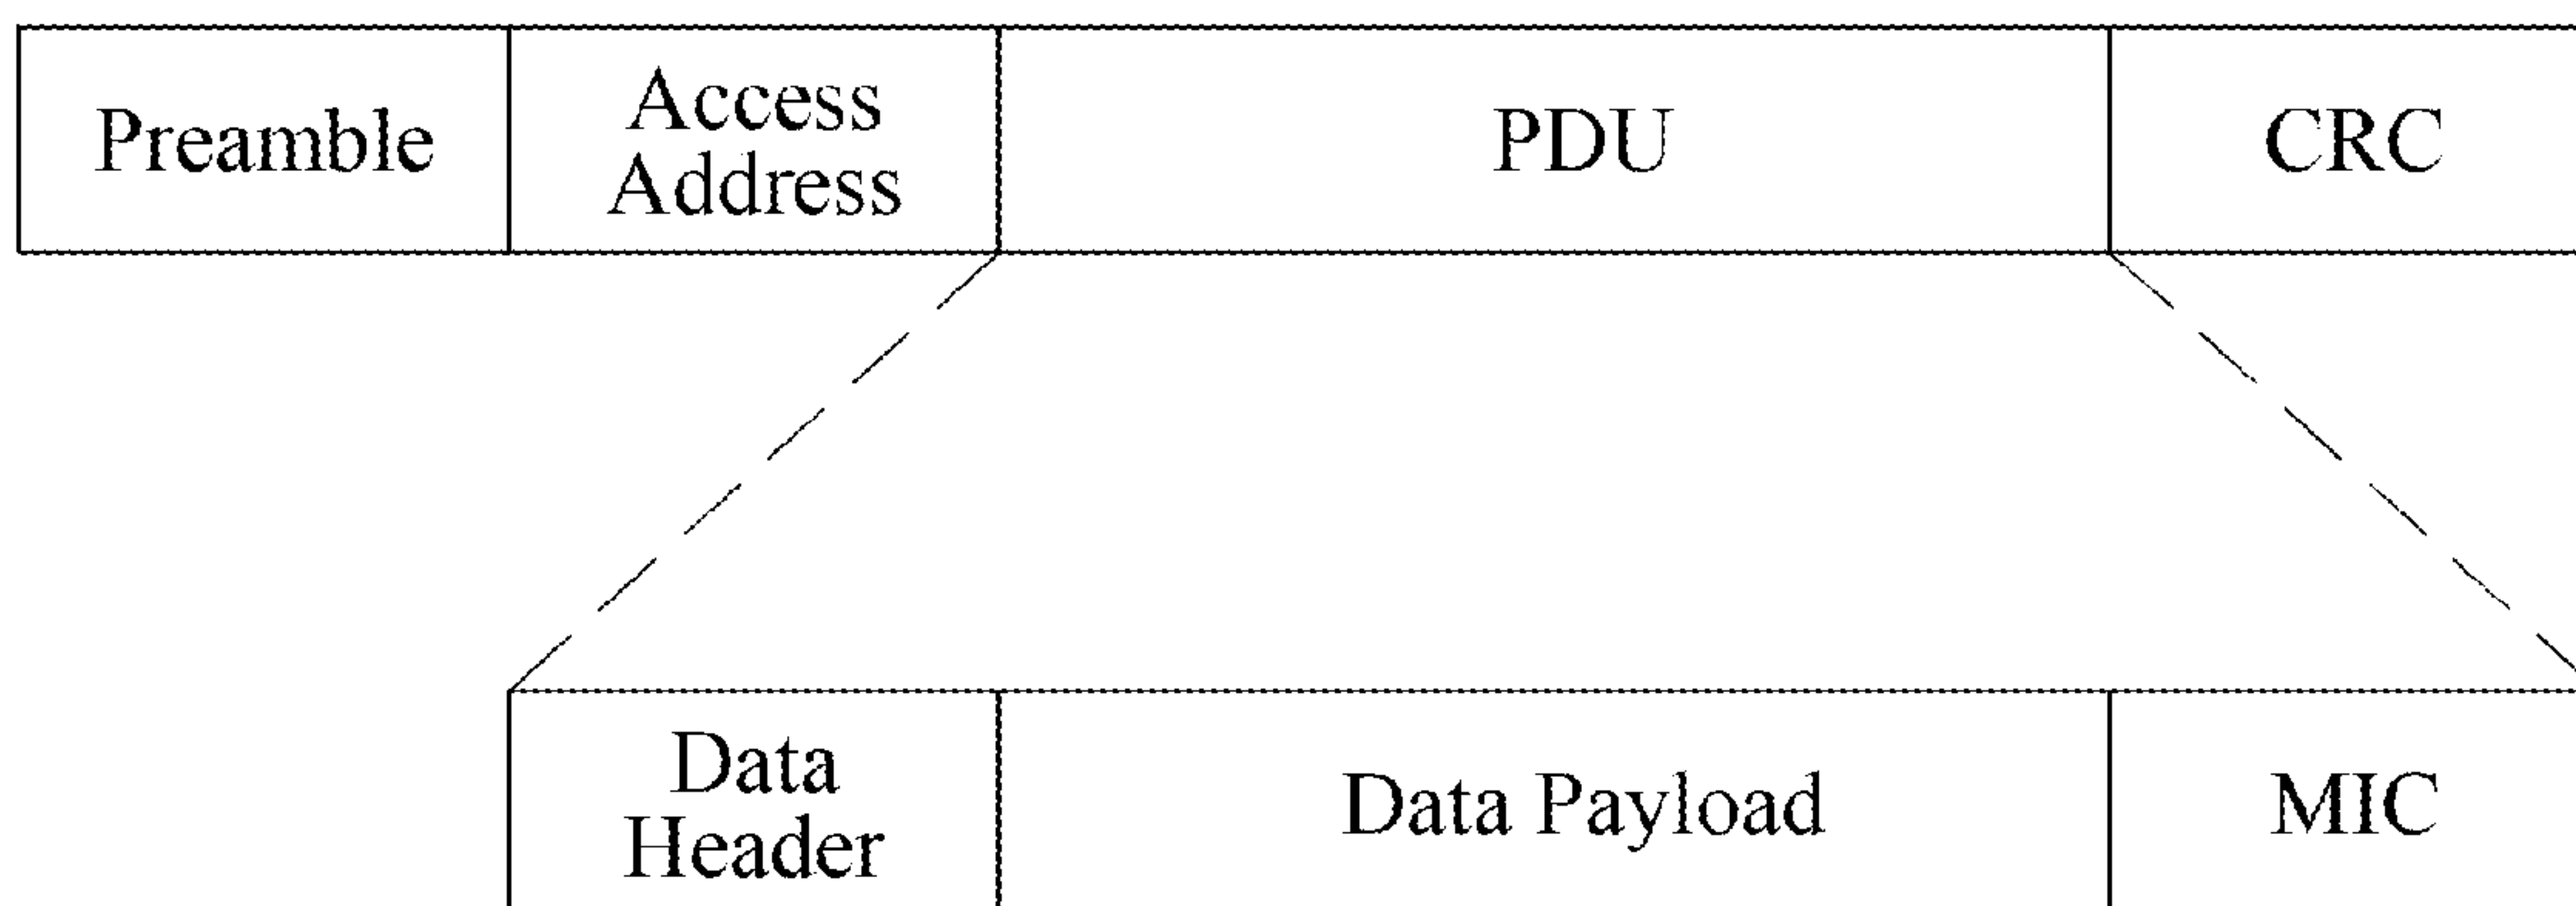 Preamble
Access
Address
PDU
CRC
Data
Header
Data Payload
MIC